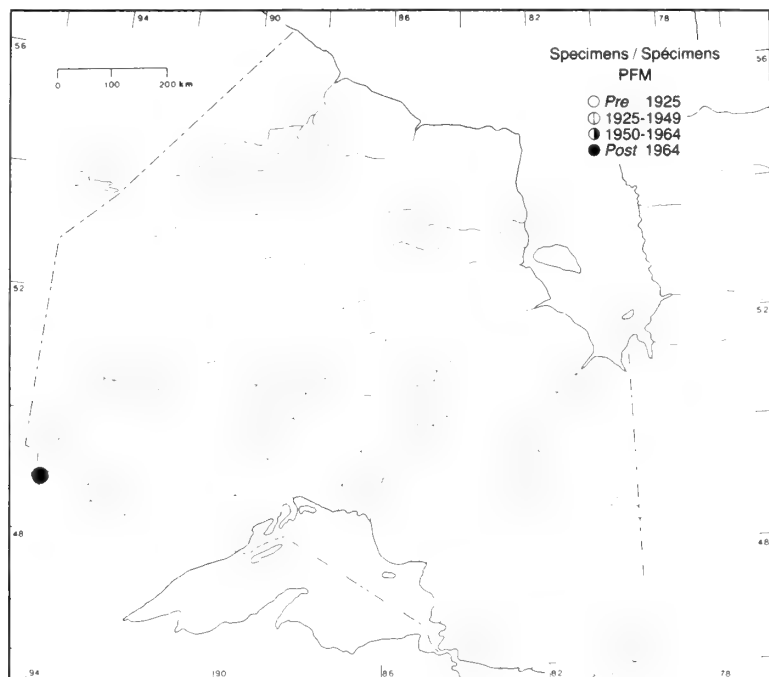 94 90 86 82 78
56 56
Specimens / Spécimens
PFM
0 100 200 km
Pre 1925
1925-1949
1950-1964
Post 1964
52 52
48 48
94 90 86 82 78